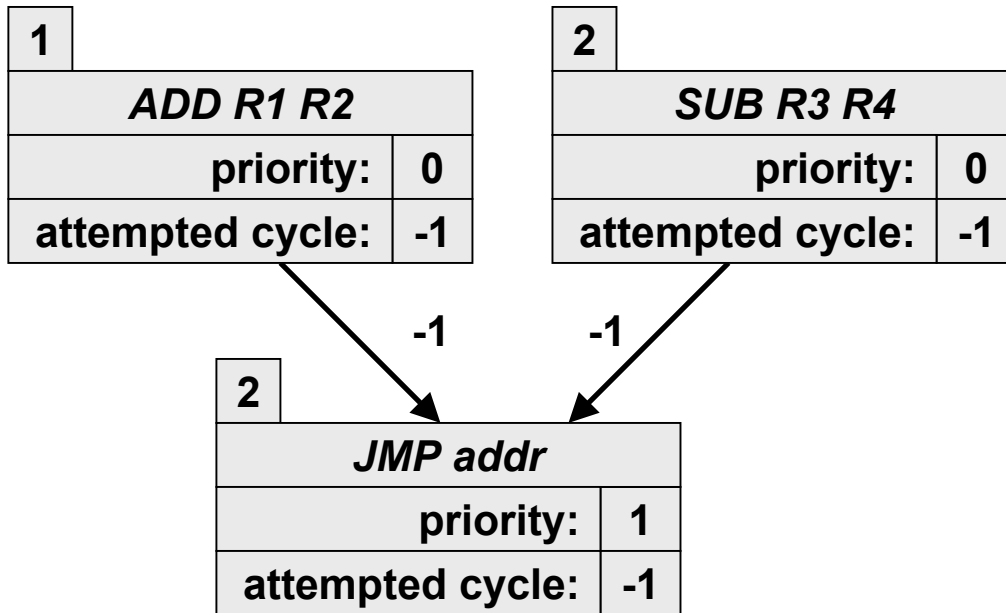 1
ADD R1 R2
priority: 0
attempted cycle: -1
2
SUB R3 R4
priority: 0
attempted cycle: -1
-1
-1
2
JMP addr
priority: 1
attempted cycle: -1